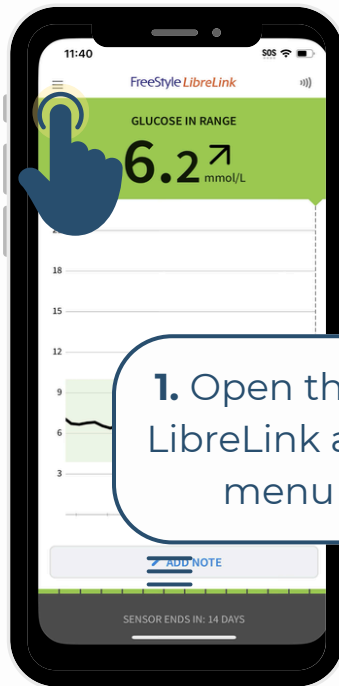 11:40
SOS
FreeStyle LibreLink
GLUCOSE IN RANGE
6.2
mmol/L
18
15
12
9
6
3
1. Open th
LibreLink a
menu
ADD NOTE
SENSOR ENDS IN: 14 DAYS